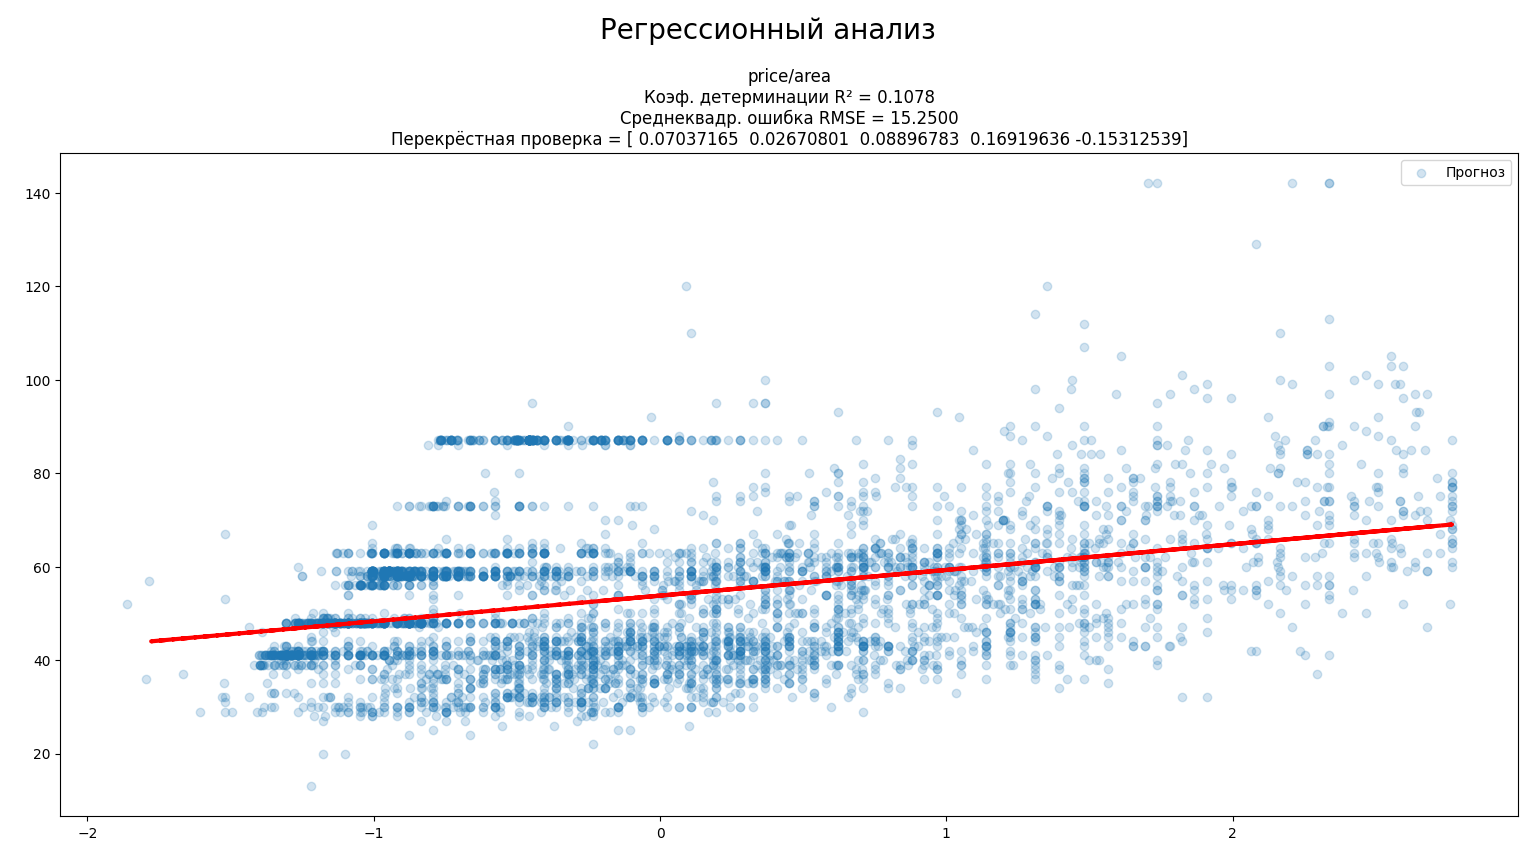 Регрессионный анализ
price/area
Коэф. детерминации R² = 0.1078
Среднеквадр. ошибка RMSE = 15.2500
Перекрёстная проверка = [ 0.07037165  0.02670801  0.08896783  0.16919636 -0.15312539]
Прогноз
140
120
100
80
60
40
20
−2
−1
0
1
2